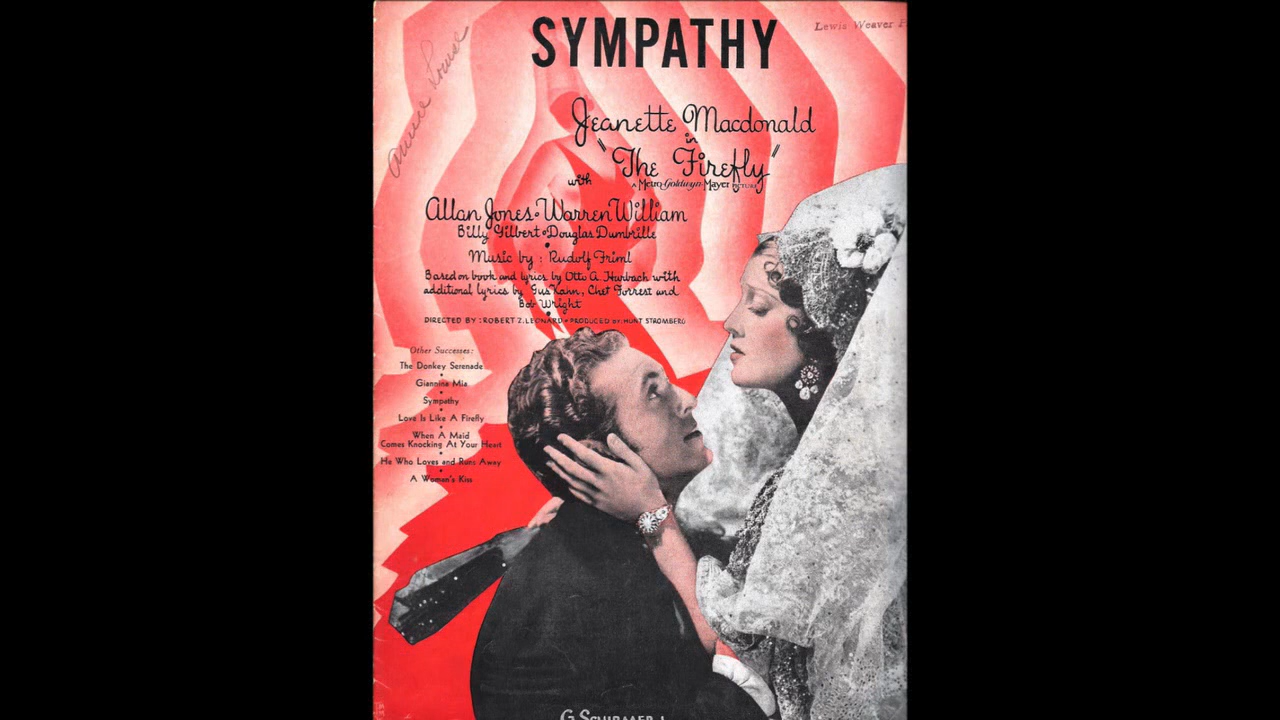 SYMPATHY
Lewis Weaver
Louise
Jeanette Macdonald
in
"The Firefly"
with A Metro-Goldwyn-Mayer PICTURE
Allan Jones • Warren William
Billy Gilbert • Douglas Dumbrille
•
Music by : Rudolf Friml
Based on book and lyrics by Otto A. Harbach with
additional lyrics by Gus Kahn, Chet Forrest and
Bob Wright
•
DIRECTED BY : ROBERT Z. LEONARD • PRODUCED BY: HUNT STROMBERG
Other Successes:
The Donkey Serenade
•
Giannina Mia
•
Sympathy
•
Love Is Like A Firefly
•
When A Maid
Comes Knocking At Your Heart
•
He Who Loves and Runs Away
•
A Woman's Kiss
G. SCHIRMER